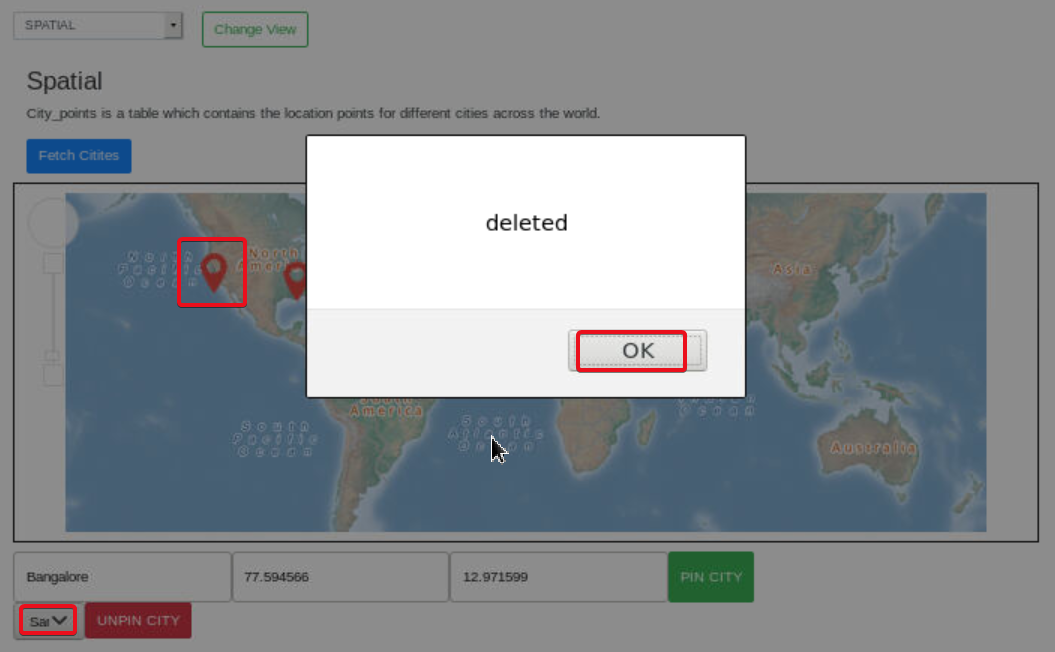 SPATIAL
Change View
Spatial
City_points is a table which contains the location points for different cities across the world.
Fetch Citites
deleted
OK
North
Pacific
Ocean
North
America
Asia
South
America
South
Pacific
Ocean
South
Atlantic
Ocean
Ocean
Australia
Bangalore
77.594566
12.971599
PIN CITY
San
UNPIN CITY